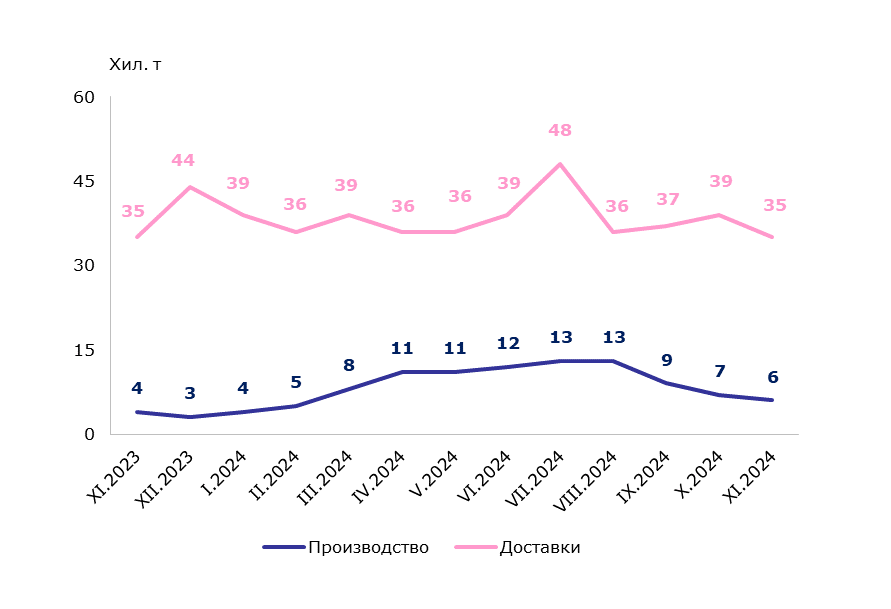 Хил. т
60
45
30
15
0
35 44 39 36 39 36 36 39 48 36 37 39 35
4 3 4 5 8 11 11 12 13 13 9 7 6
XI.2023 XII.2023 I.2024 II.2024 III.2024 IV.2024 V.2024 VI.2024 VII.2024 VIII.2024 IX.2024 X.2024 XI.2024
Производство Доставки